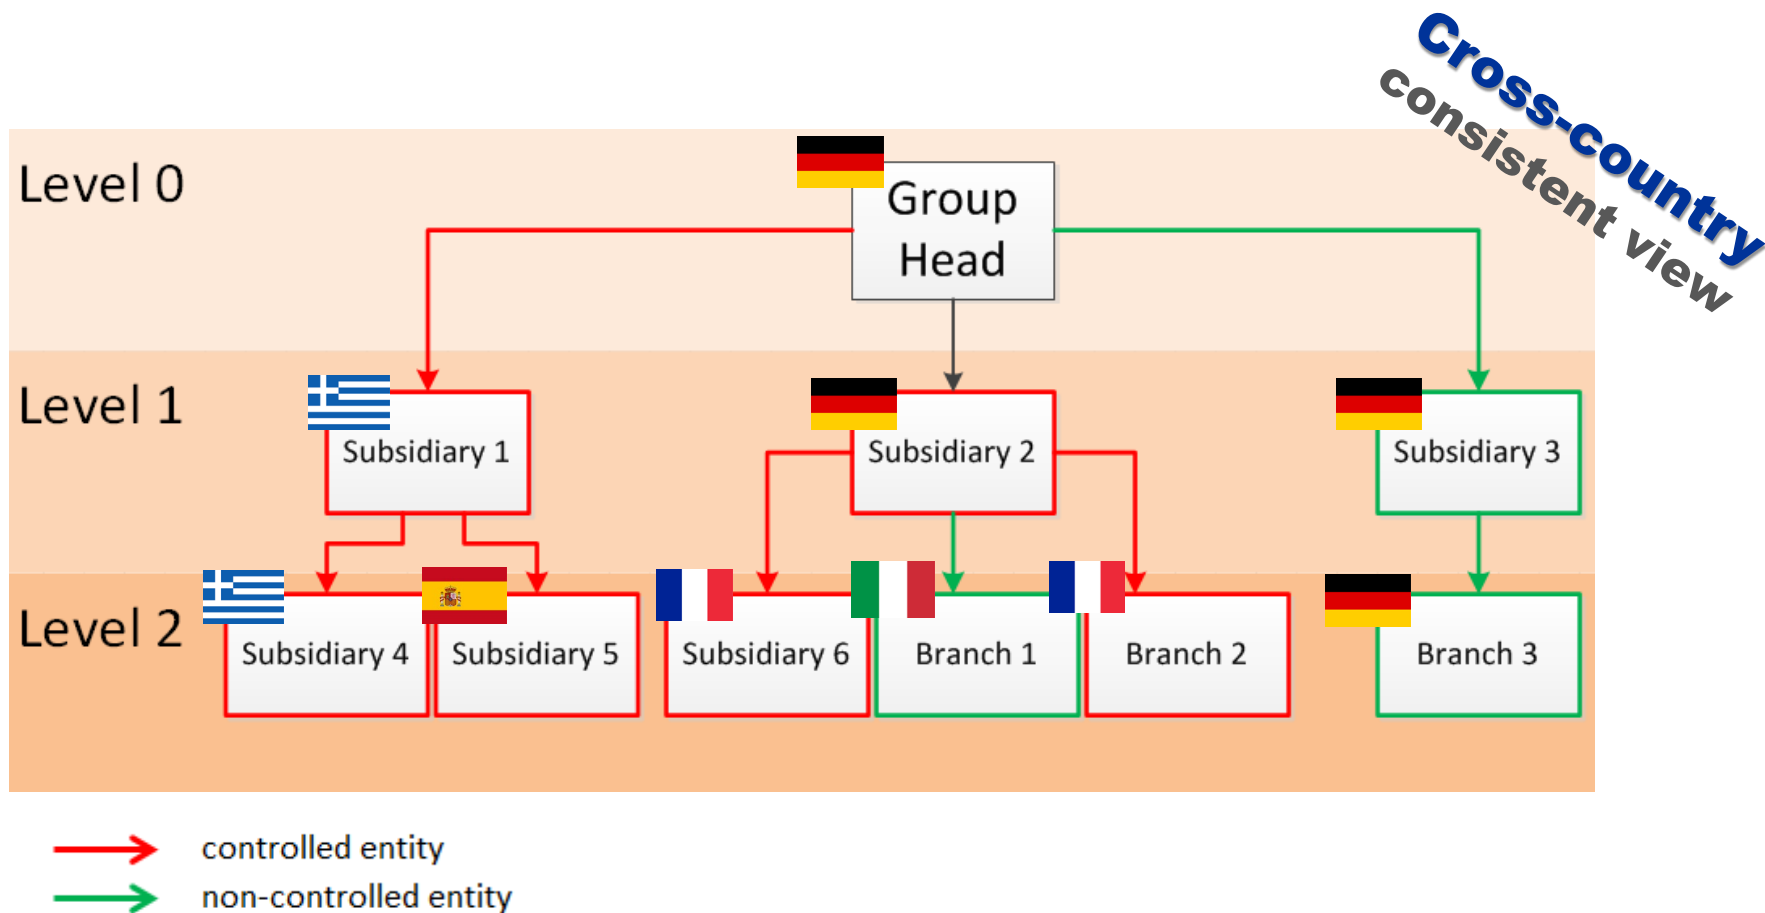 Cross-country
consistent view
Level 0
Group
Head
Level 1
Subsidiary 1
Subsidiary 2
Subsidiary 3
Level 2
Subsidiary 4
Subsidiary 5
Subsidiary 6
Branch 1
Branch 2
Branch 3
controlled entity
non-controlled entity